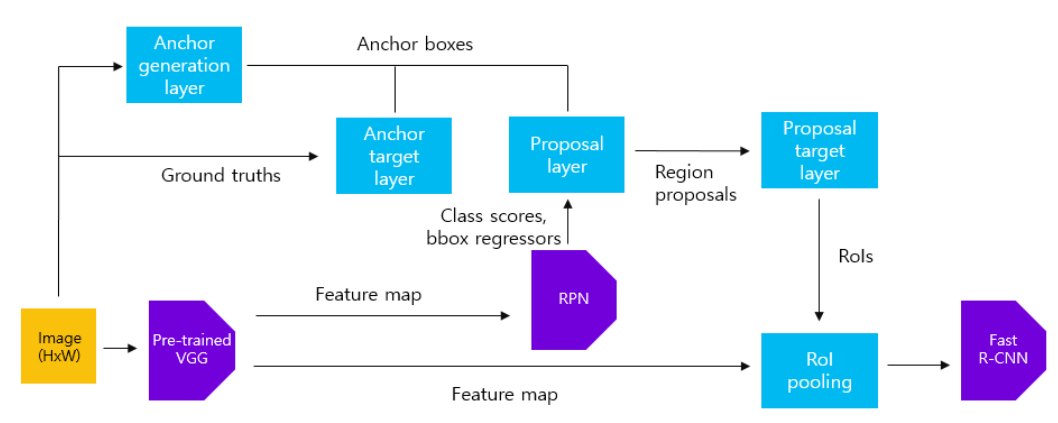 Anchor
generation
layer
Anchor boxes
Ground truths
Anchor
target
layer
Proposal
layer
Region
proposals
Proposal
target
layer
Class scores,
bbox regressors
RoIs
Feature map
RPN
Image
(HxW)
Pre-trained
VGG
Feature map
RoI
pooling
Fast
R-CNN